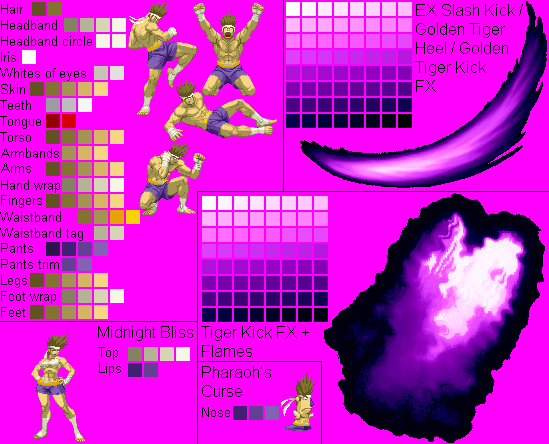 Hair
Headband
Headband circle
Iris
Whites of eyes
Skin
Teeth
Tongue
Torso
Armbands
Arms
Hand wrap
Fingers
Waistband
Waistband tag
Pants
Pants trim
Legs
Foot wrap
Feet
EX Slash Kick /
Golden Tiger
Heel / Golden
Tiger Kick
FX
Midnight Bliss
Top
Lips
Tiger Kick FX +
Flames
Pharaoh's
Curse
Nose